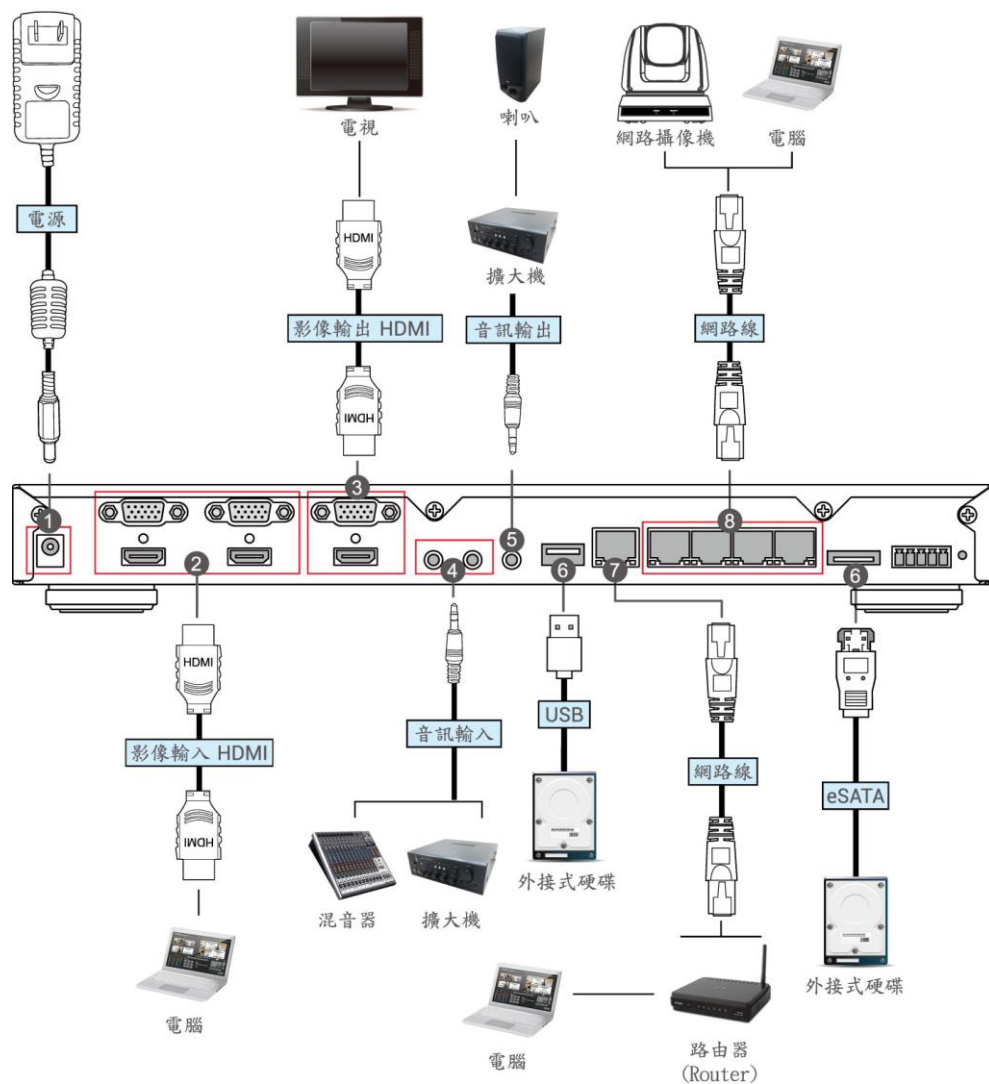 電視
喇叭
網路攝像機
電腦
電源
HDMI
擴大機
影像輸出 HDMI
音訊輸出
網路線
HDMI
1
2
3
4
5
6
7
8
6
HDMI
影像輸入 HDMI
HDMI
音訊輸入
USB
網路線
eSATA
混音器
擴大機
外接式硬碟
外接式硬碟
電腦
電腦
路由器
(Router)